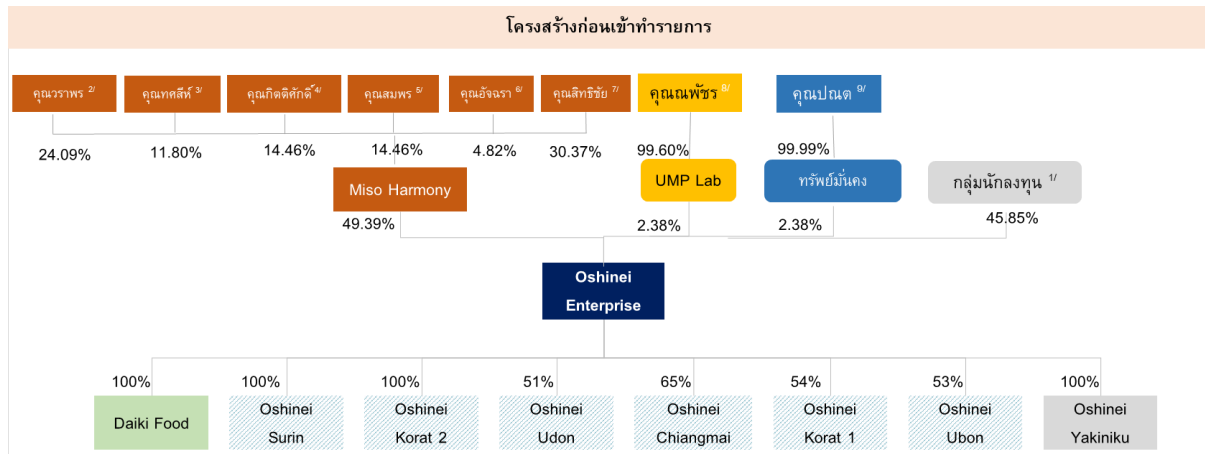 โครงสร้างก่อนเข้าทำรายการ
คุณวราพร 2/
คุณทศสีห์ 3/
คุณกิตติศักดิ์ 4/
คุณสมพร 5/
คุณอัจฉรา 6/
คุณสิทธิชัย 7/
คุณณพัชร 8/
คุณปณต 9/
24.09%
11.80%
14.46%
14.46%
4.82%
30.37%
99.60%
99.99%
Miso Harmony
UMP Lab
ทรัพย์มั่นคง
กลุ่มนักลงทุน 1/
49.39%
2.38%
2.38%
45.85%
Oshinei
Enterprise
100%
100%
100%
51%
65%
54%
53%
100%
Daiki Food
Oshinei
Surin
Oshinei
Korat 2
Oshinei
Udon
Oshinei
Chiangmai
Oshinei
Korat 1
Oshinei
Ubon
Oshinei
Yakiniku